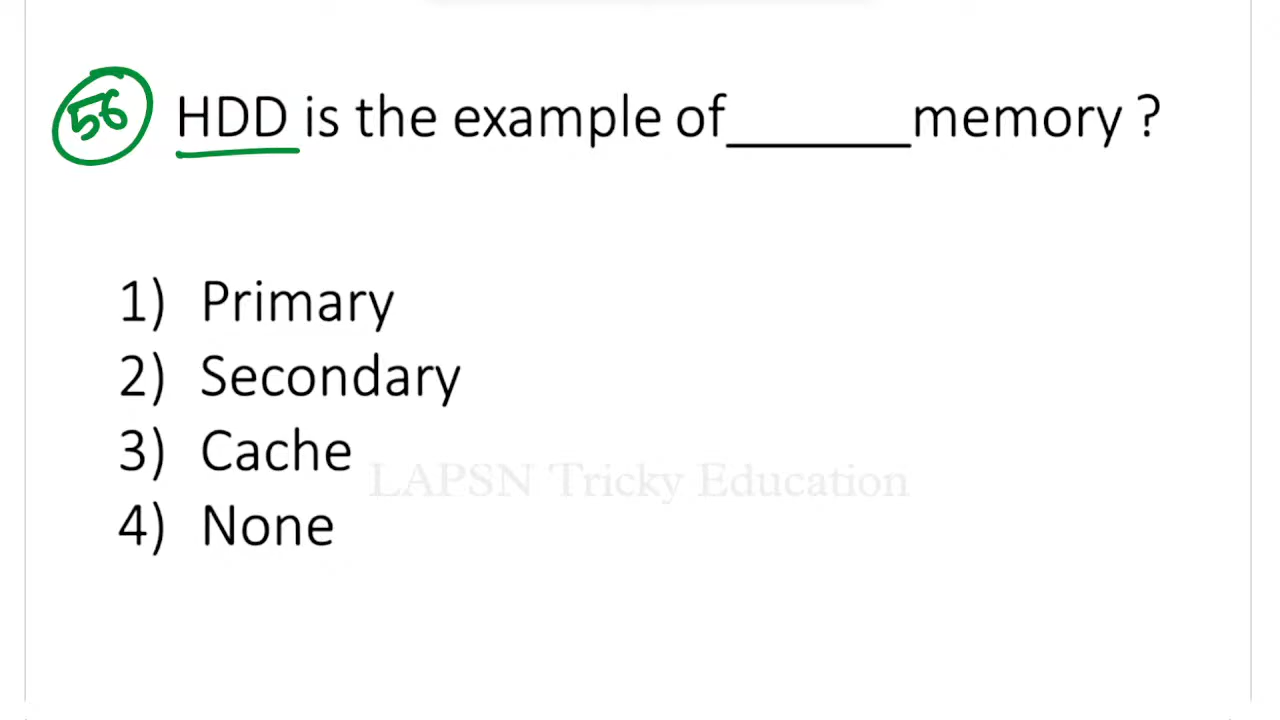 56 HDD is the example of_______memory ?
1) Primary
2) Secondary
3) Cache
LAPSN Tricky Education
4) None